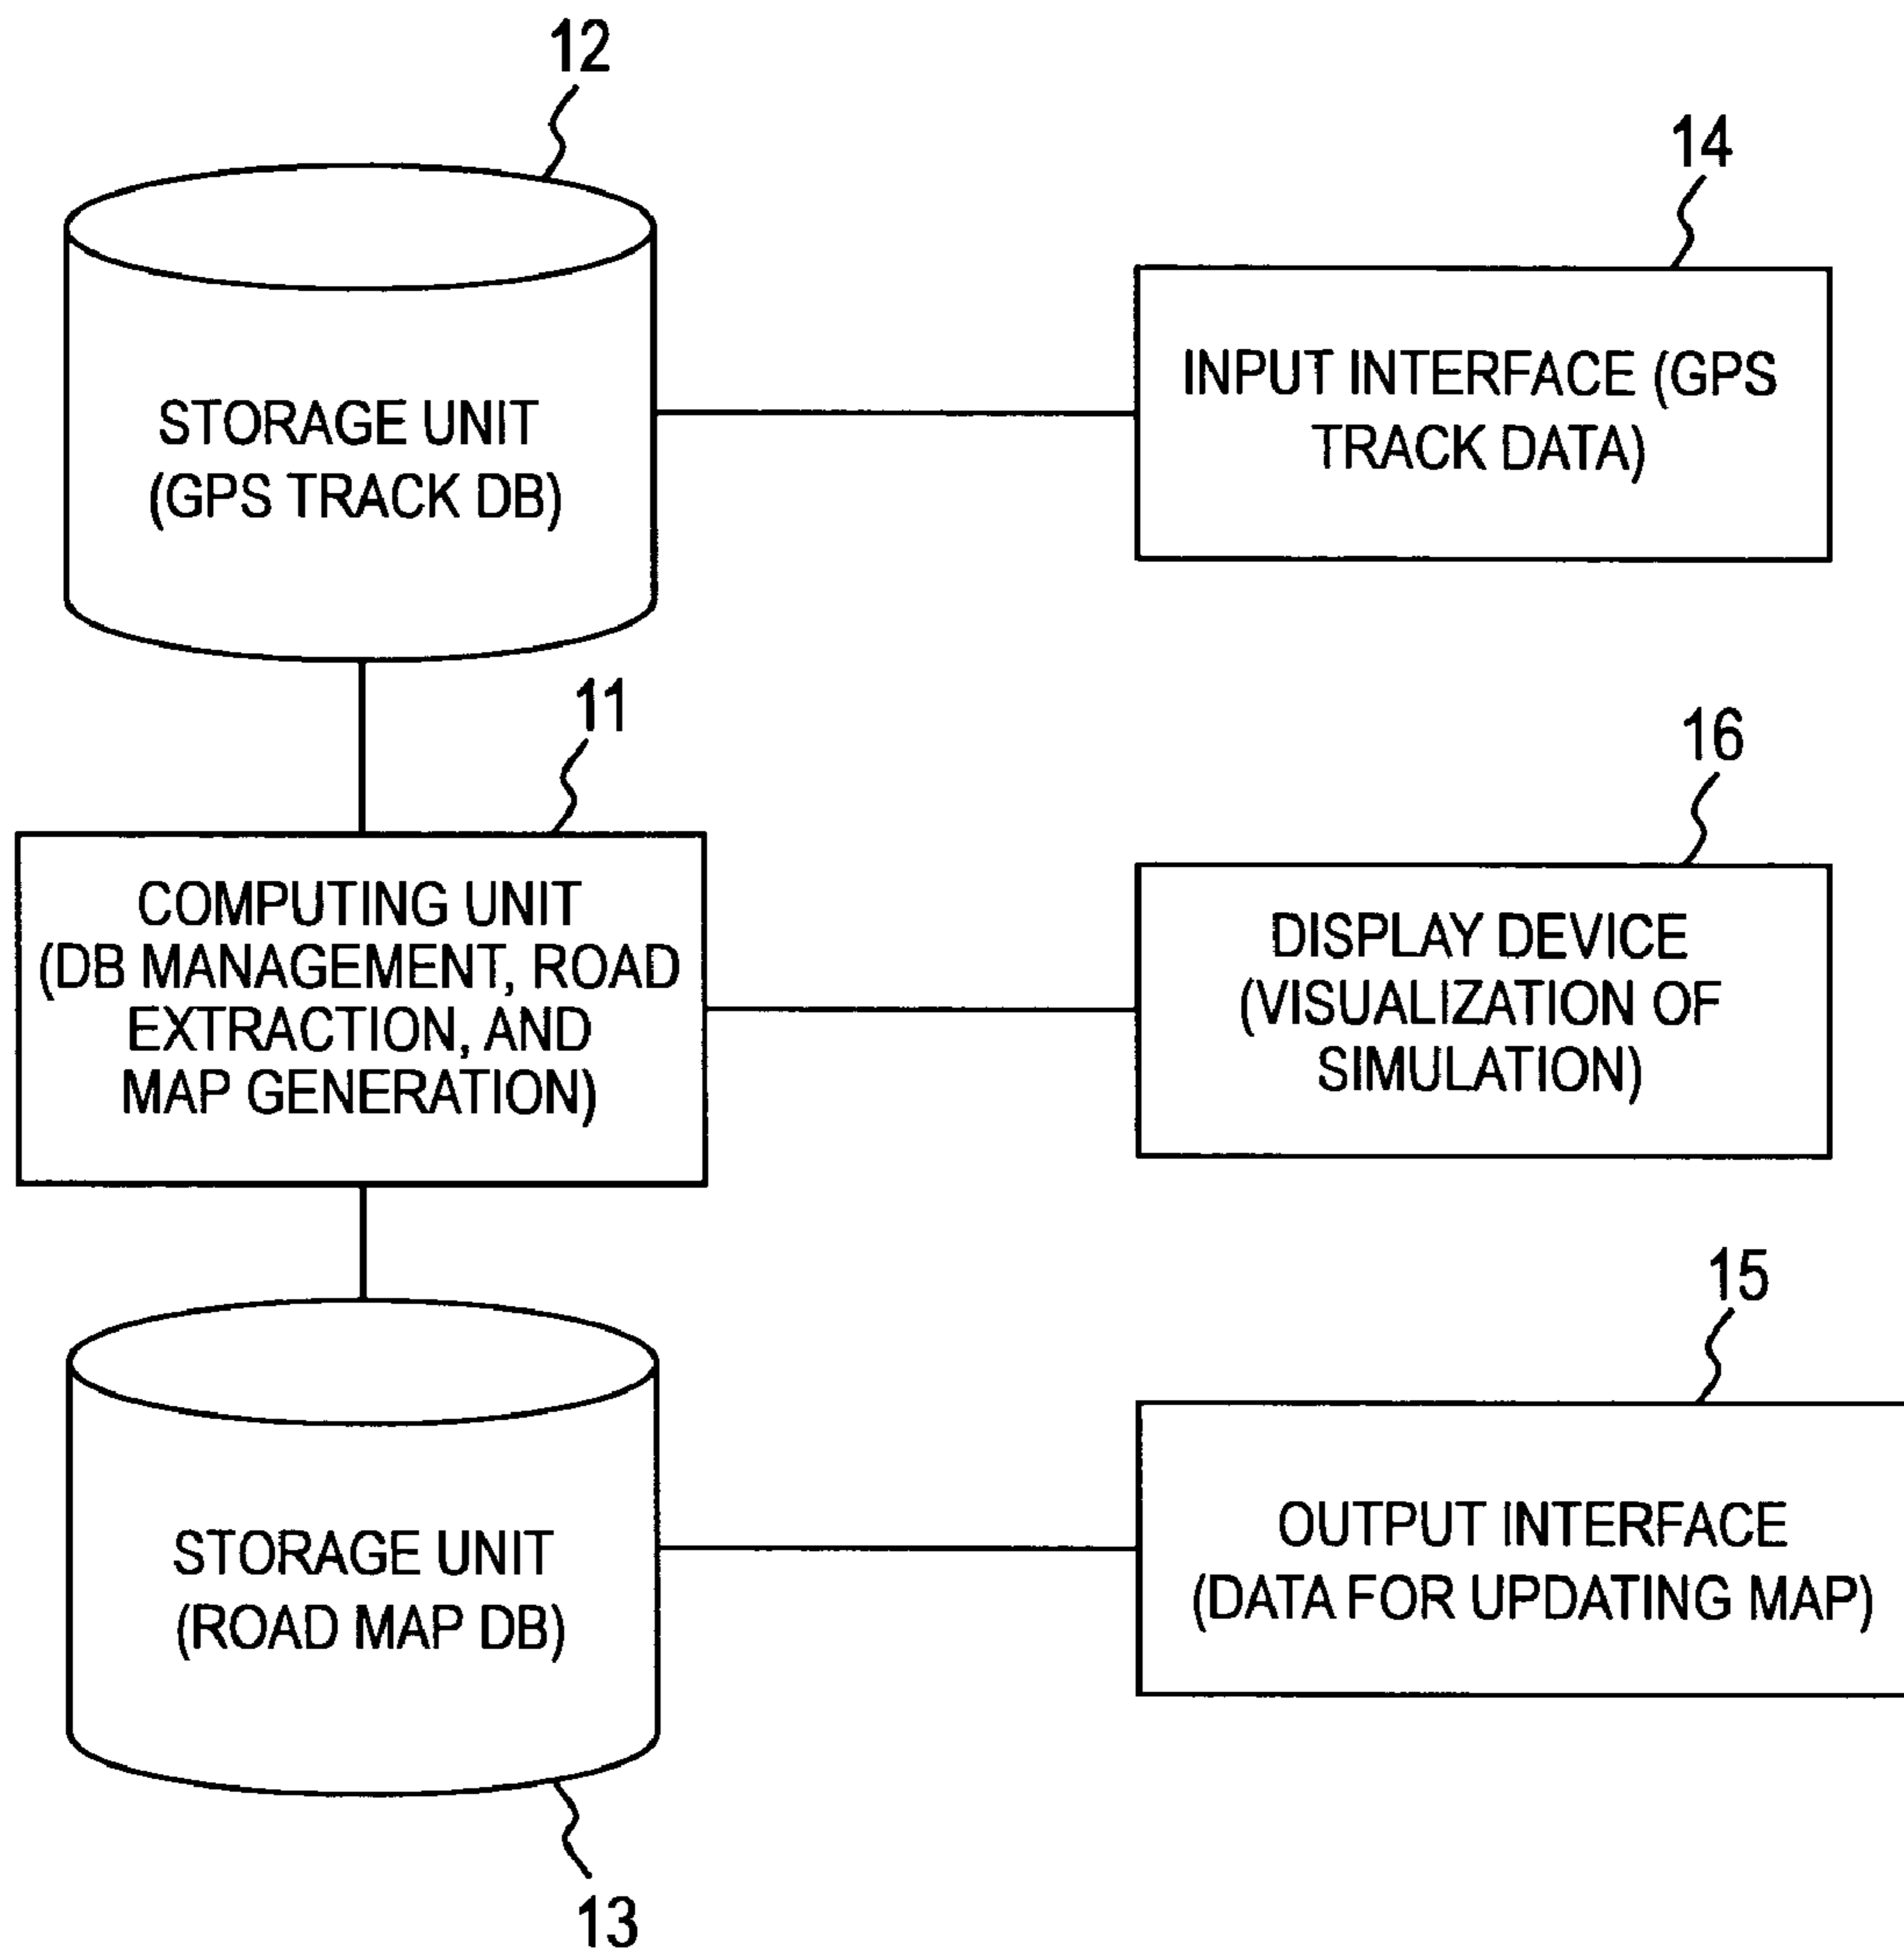 12
14
STORAGE UNIT
(GPS TRACK DB)
INPUT INTERFACE (GPS
TRACK DATA)
11
16
COMPUTING UNIT
(DB MANAGEMENT, ROAD
EXTRACTION, AND
MAP GENERATION)
DISPLAY DEVICE
(VISUALIZATION OF
SIMULATION)
15
STORAGE UNIT
(ROAD MAP DB)
OUTPUT INTERFACE
(DATA FOR UPDATING MAP)
13